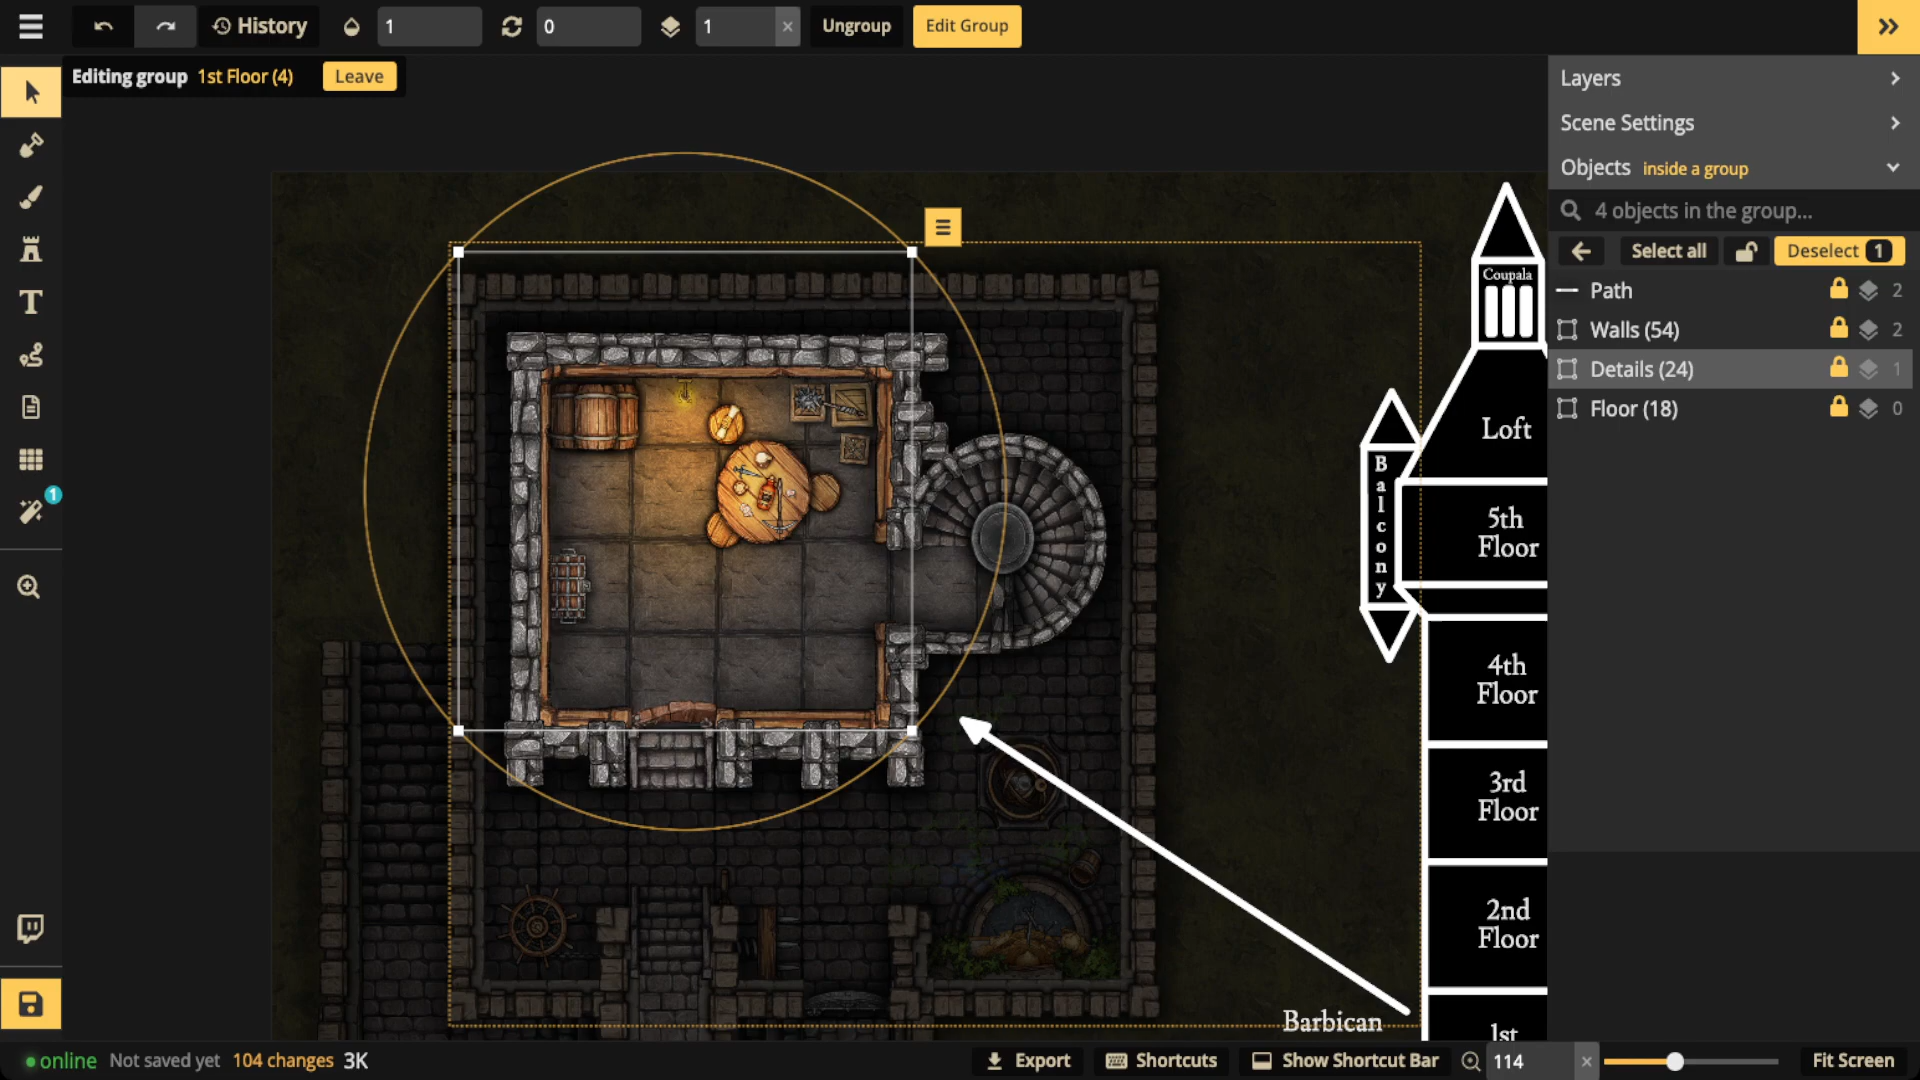 History
1
0
1
Ungroup
Edit Group
Editing group 1st Floor (4)
Leave
Layers
Scene Settings
Objects inside a group
4 objects in the group...
Select all
Deselect 1
Path 2
Walls (54) 2
Details (24) 1
Floor (18) 0
T
1
Coupala
Loft
Balcony
5th
Floor
4th
Floor
3rd
Floor
2nd
Floor
1st
Barbican
online
Not saved yet
104 changes
3K
Export
Shortcuts
Show Shortcut Bar
114
Fit Screen